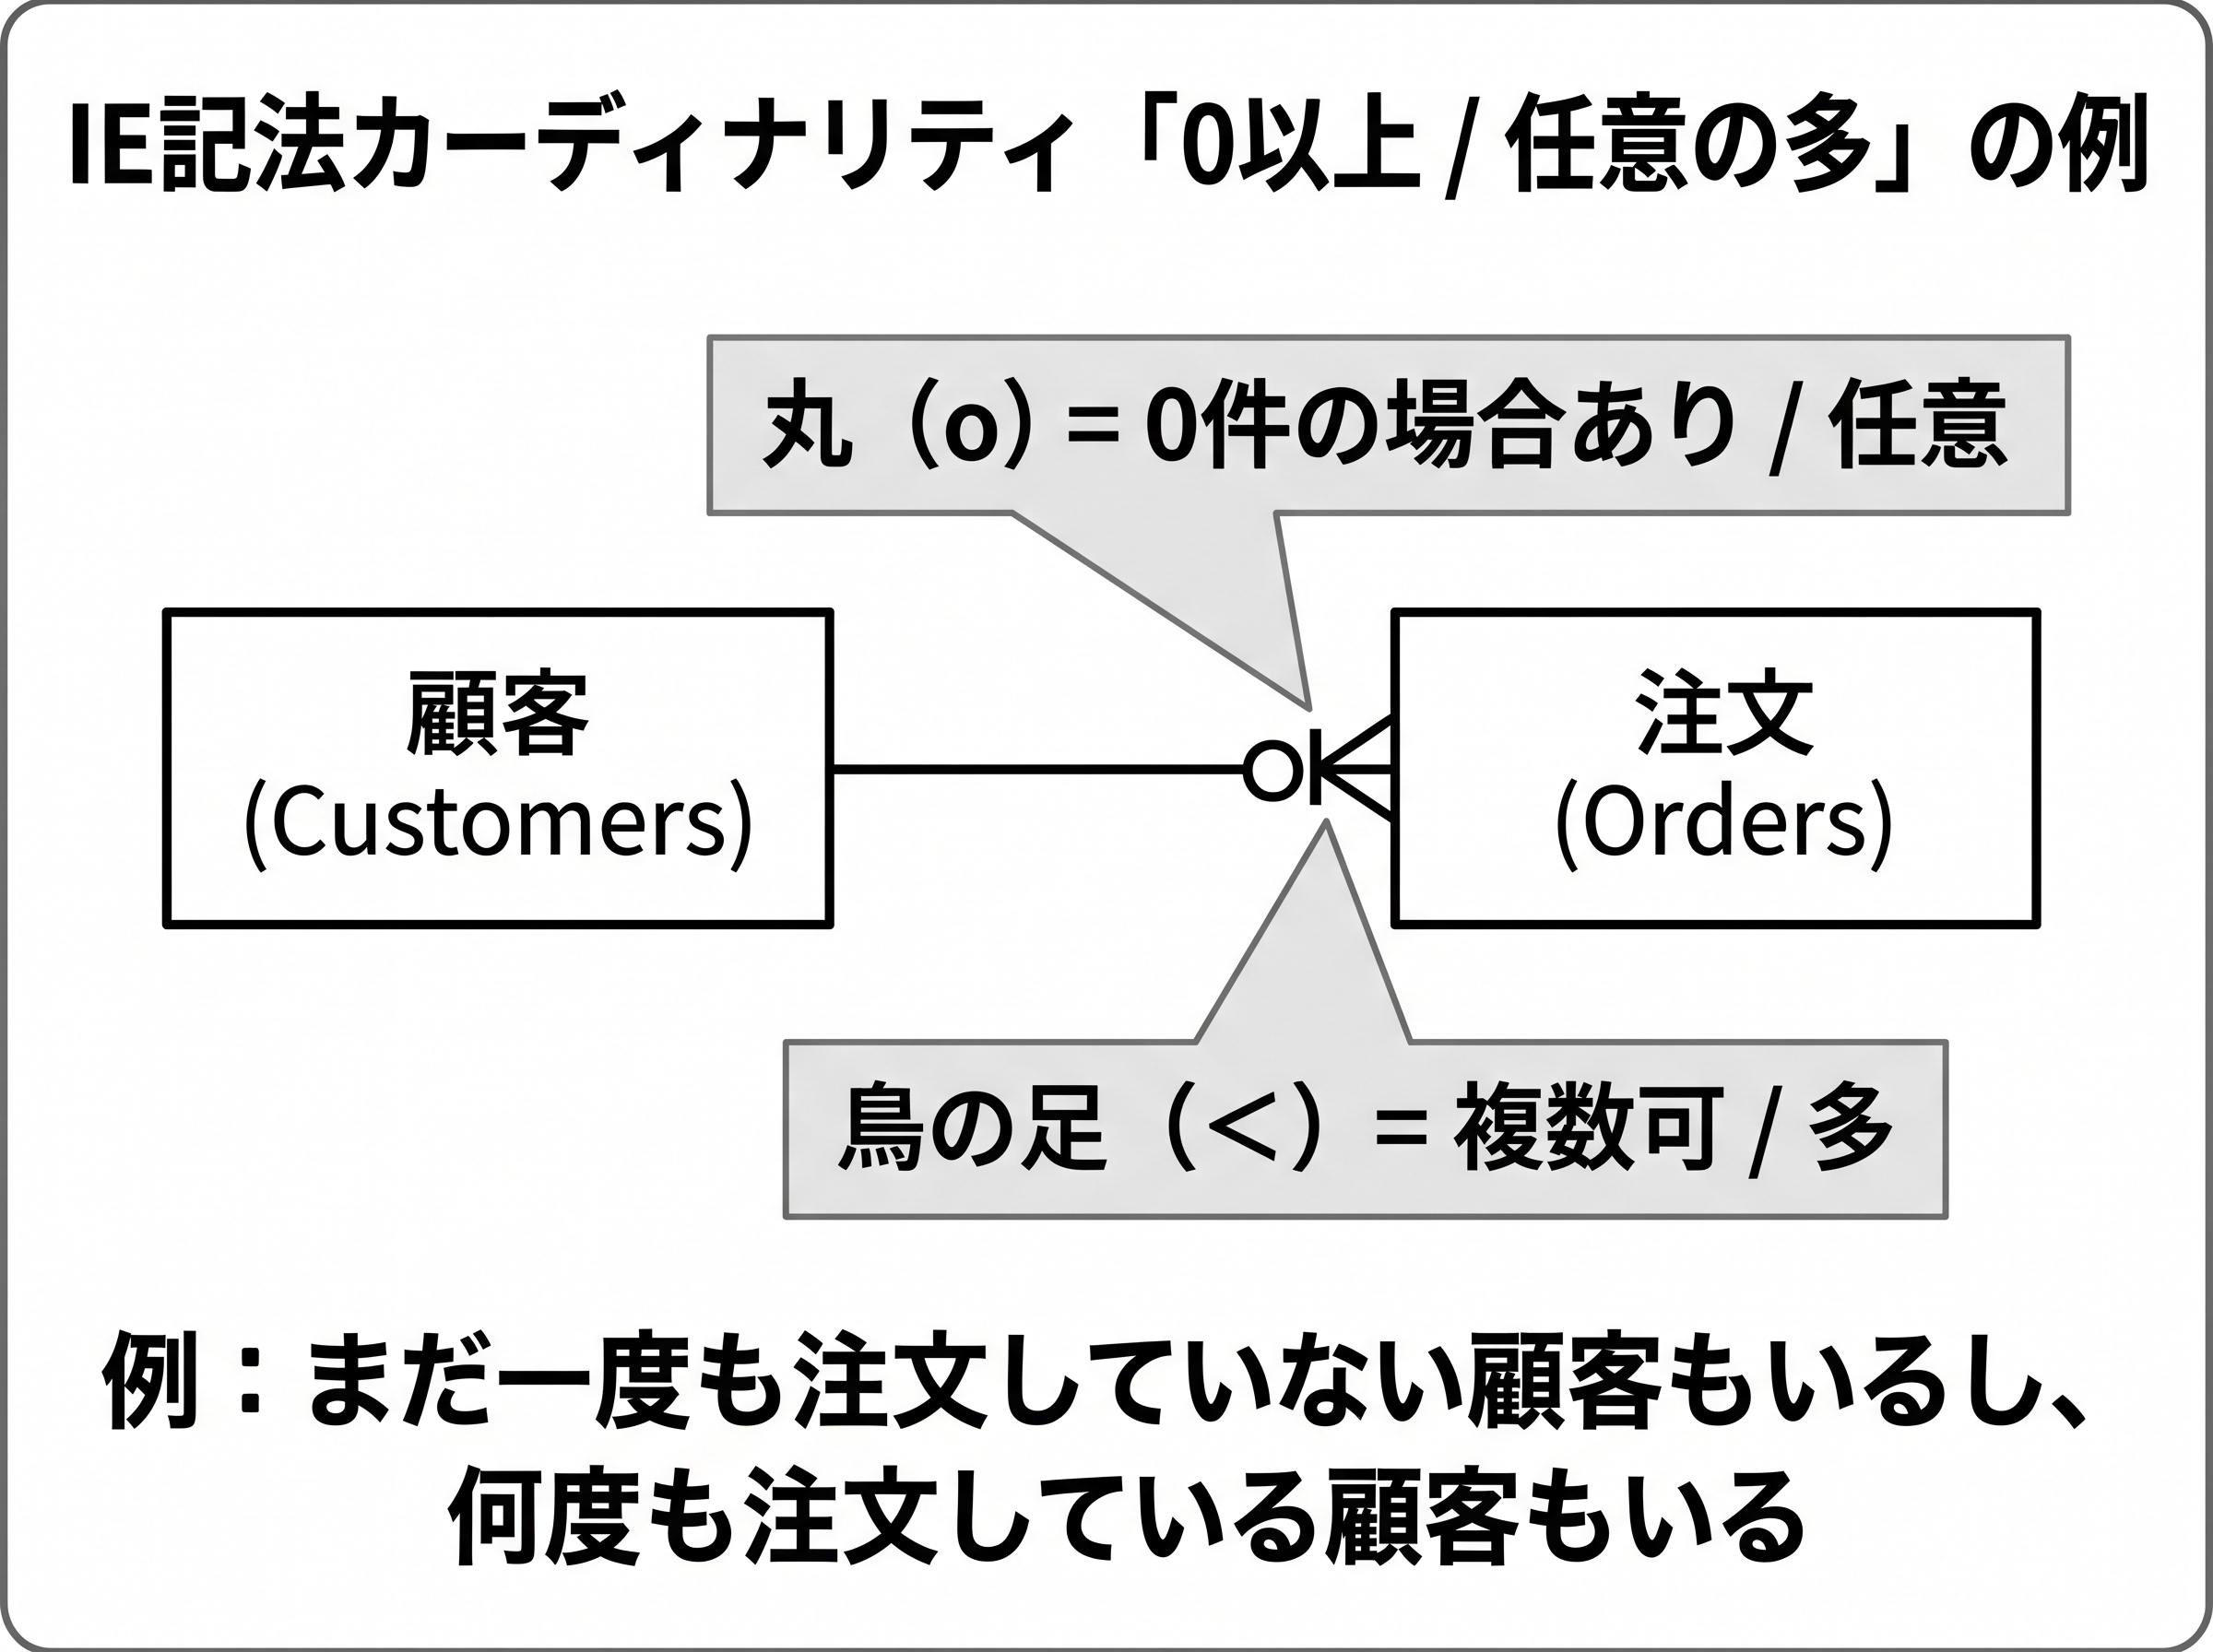 IE記法カーディナリティ「0以上 / 任意の多」の例
丸（o）= 0件の場合あり / 任意
顧客
(Customers)
注文
(Orders)
鳥の足（<）= 複数可 / 多
例：まだ一度も注文していない顧客もいるし、
何度も注文している顧客もいる